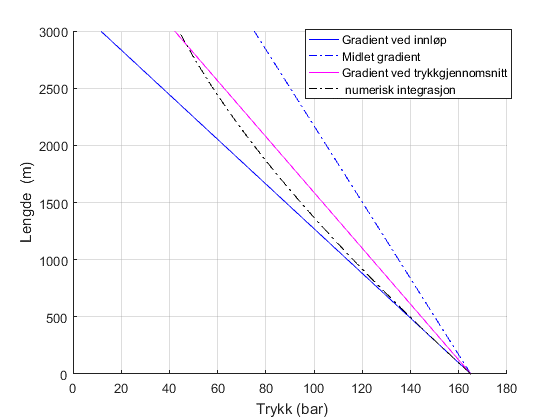 3000
2500
2000
1500
1000
500
0
Lengde (m)
0 20 40 60 80 100 120 140 160 180
Trykk (bar)
Gradient ved innløp
Midlet gradient
Gradient ved trykkgjennomsnitt
numerisk integrasjon